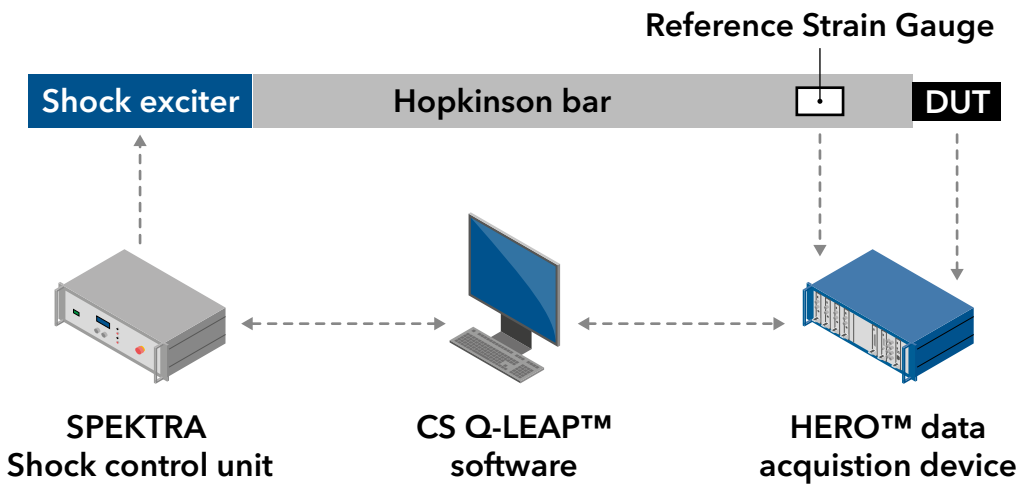 Reference Strain Gauge
Shock exciter
Hopkinson bar
DUT
SPEKTRA
Shock control unit
CS Q-LEAP™
software
HERO™ data
acquistion device